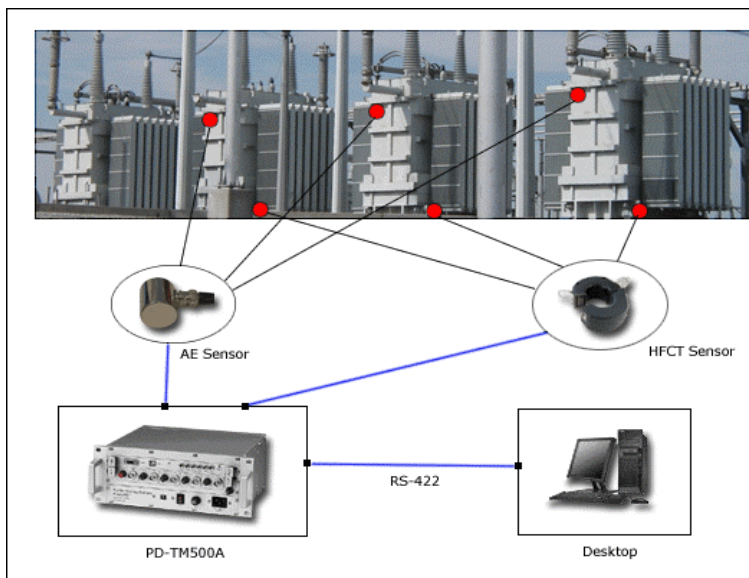 AE Sensor
HFCT Sensor
RS-422
PD-TM500A
Desktop